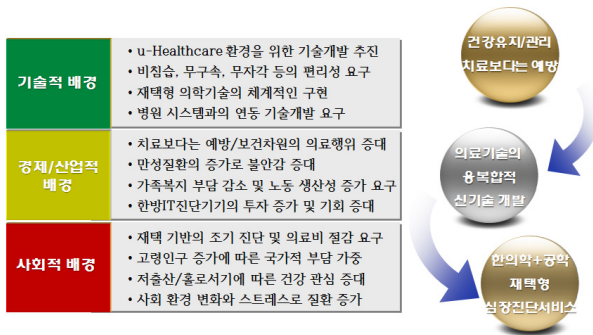 기술적 배경
• u-Healthcare 환경을 위한 기술개발 추진
• 비침습, 무구속, 무자각 등의 편리성 요구
• 재택형 의학기술의 체계적인 구현
• 병원 시스템과의 연동 기술개발 요구
경제/산업적
배경
• 치료보다는 예방/보건차원의 의료행위 증대
• 만성질환의 증가로 불안감 증대
• 가족복지 부담 감소 및 노동 생산성 증가 요구
• 한방IT진단기기의 투자 증가 및 기회 증대
사회적 배경
• 재택 기반의 조기 진단 및 의료비 절감 요구
• 고령인구 증가에 따른 국가적 부담 가중
• 저출산/홀로서기에 따른 건강 관심 증대
• 사회 환경 변화와 스트레스로 질환 증가
건강유지/관리
치료보다는 예방
의료기술의
융복합적
신기술 개발
한의학+공학
재택형
심장진단서비스